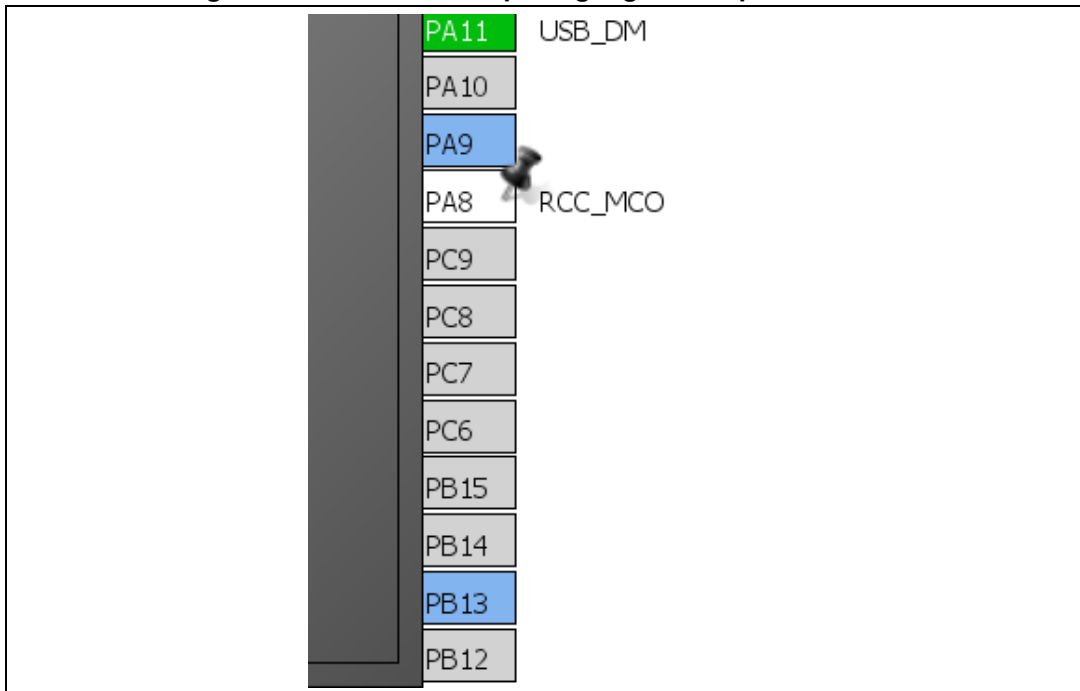 PA11 USB_DM
PA10
PA9
PA8 RCC_MCO
PC9
PC8
PC7
PC6
PB15
PB14
PB13
PB12